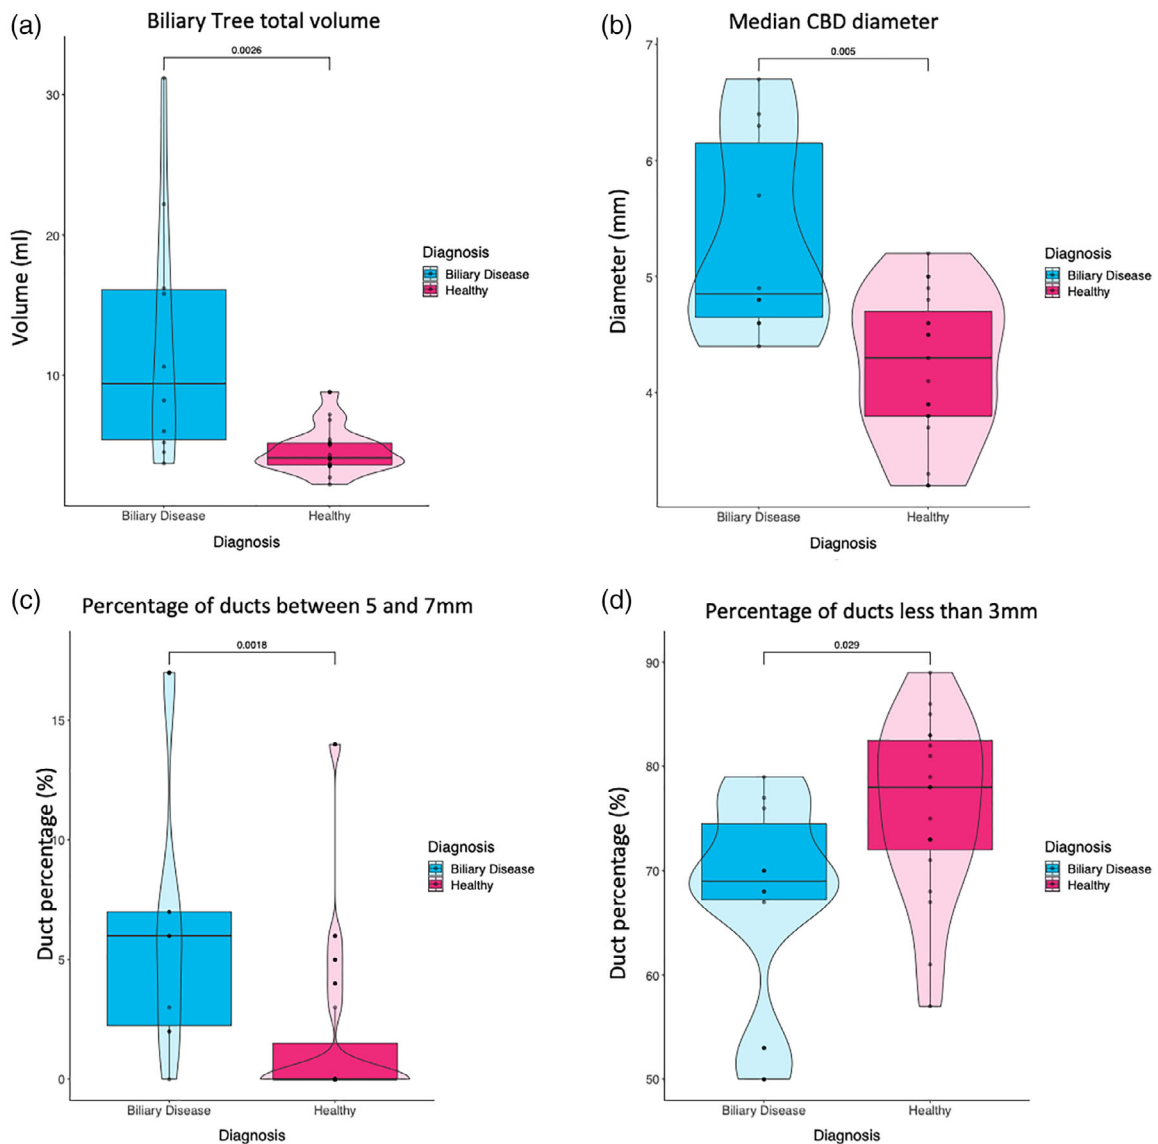 (a)
Biliary Tree total volume
0.0026
30
20
10
Volume (ml)
Biliary Disease
Healthy
Diagnosis
Diagnosis
Biliary Disease
Healthy
(b)
Median CBD diameter
0.005
7
6
5
4
Diameter (mm)
Biliary Disease
Healthy
Diagnosis
Diagnosis
Biliary Disease
Healthy
(c)
Percentage of ducts between 5 and 7mm
0.0018
15
10
5
0
Duct percentage (%)
Biliary Disease
Healthy
Diagnosis
Diagnosis
Biliary Disease
Healthy
(d)
Percentage of ducts less than 3mm
0.029
90
80
70
60
50
Duct percentage (%)
Biliary Disease
Healthy
Diagnosis
Diagnosis
Biliary Disease
Healthy